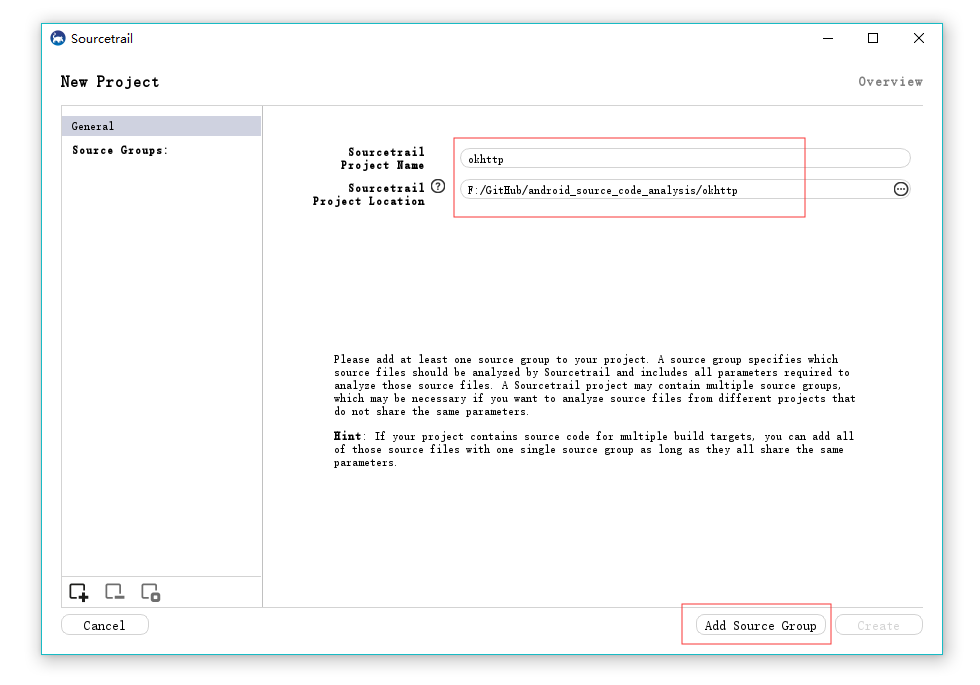 Sourcetrail
New Project
Overview
General
Source Groups:
Sourcetrail
Project Name
okhttp
Sourcetrail
Project Location
?
F:/GitHub/android_source_code_analysis/okhttp
Please add at least one source group to your project. A source group specifies which
source files should be analyzed by Sourcetrail and includes all parameters required to
analyze those source files. A Sourcetrail project may contain multiple source groups,
which may be necessary if you want to analyze source files from different projects that
do not share the same parameters.
Hint: If your project contains source code for multiple build targets, you can add all
of those source files with one single source group as long as they all share the same
parameters.
Cancel
Add Source Group
Create